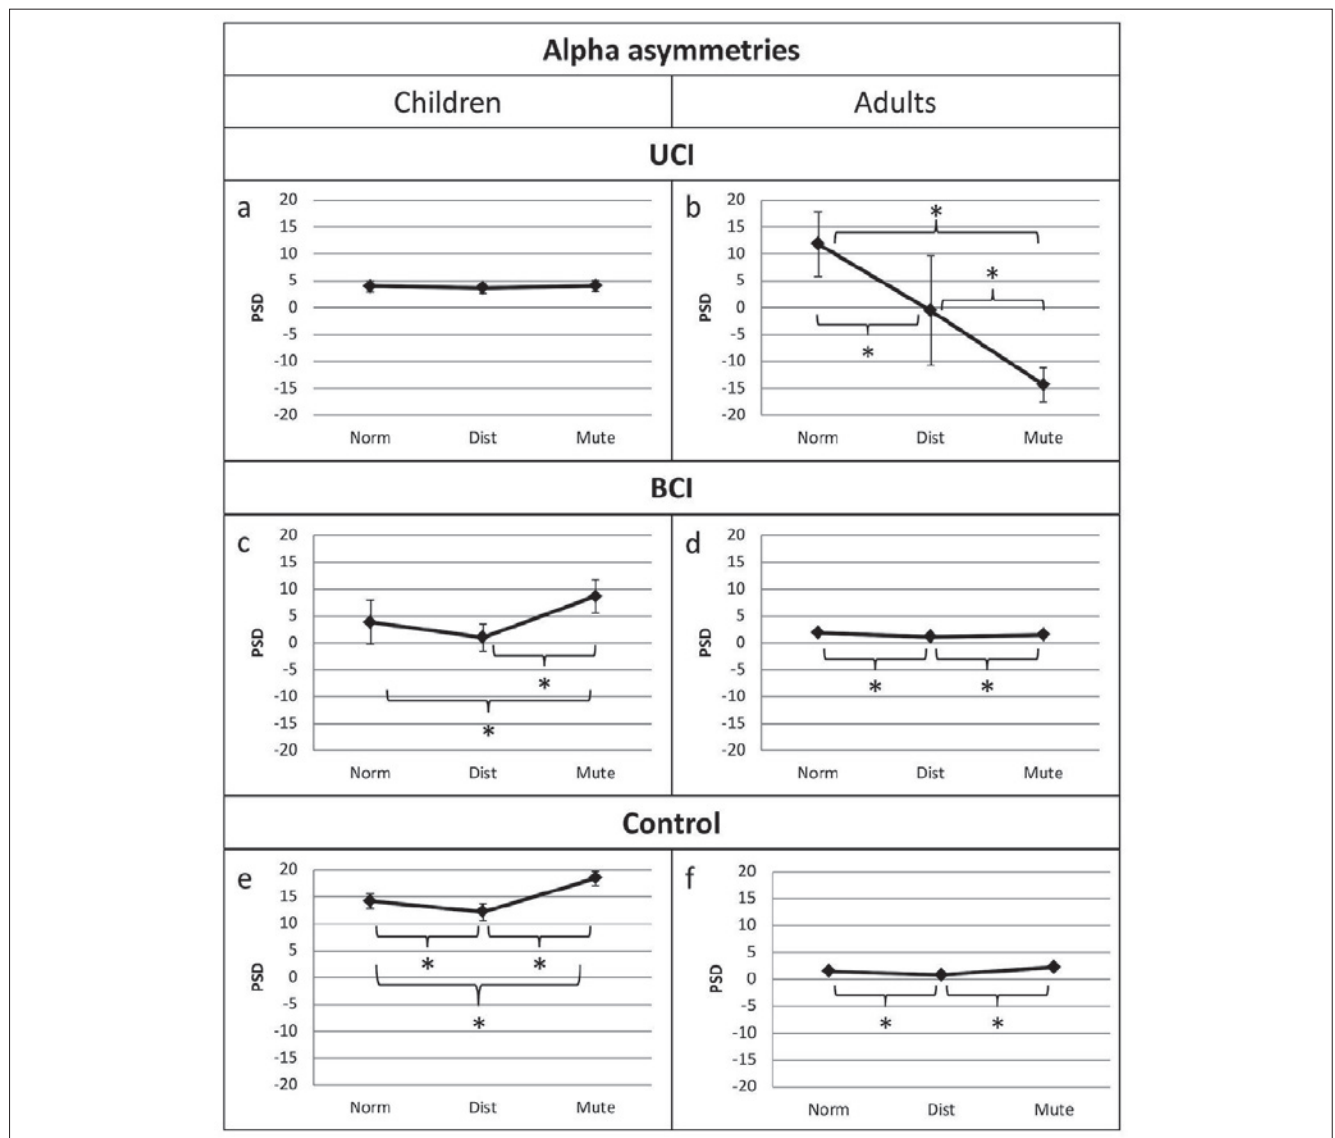 Alpha asymmetries
Children Adults
UCI
a b
20 20
15 15
10 10
5 5
0 0
-5 -5
-10 -10
-15 -15
-20 -20
PSD PSD
* * *
Norm Dist Mute Norm Dist Mute
BCI
c d
20 20
15 15
10 10
5 5
0 0
-5 -5
-10 -10
-15 -15
-20 -20
PSD PSD
* * * *
Norm Dist Mute Norm Dist Mute
Control
e f
20 20
15 15
10 10
5 5
0 0
-5 -5
-10 -10
-15 -15
-20 -20
PSD PSD
* * * * *
Norm Dist Mute Norm Dist Mute